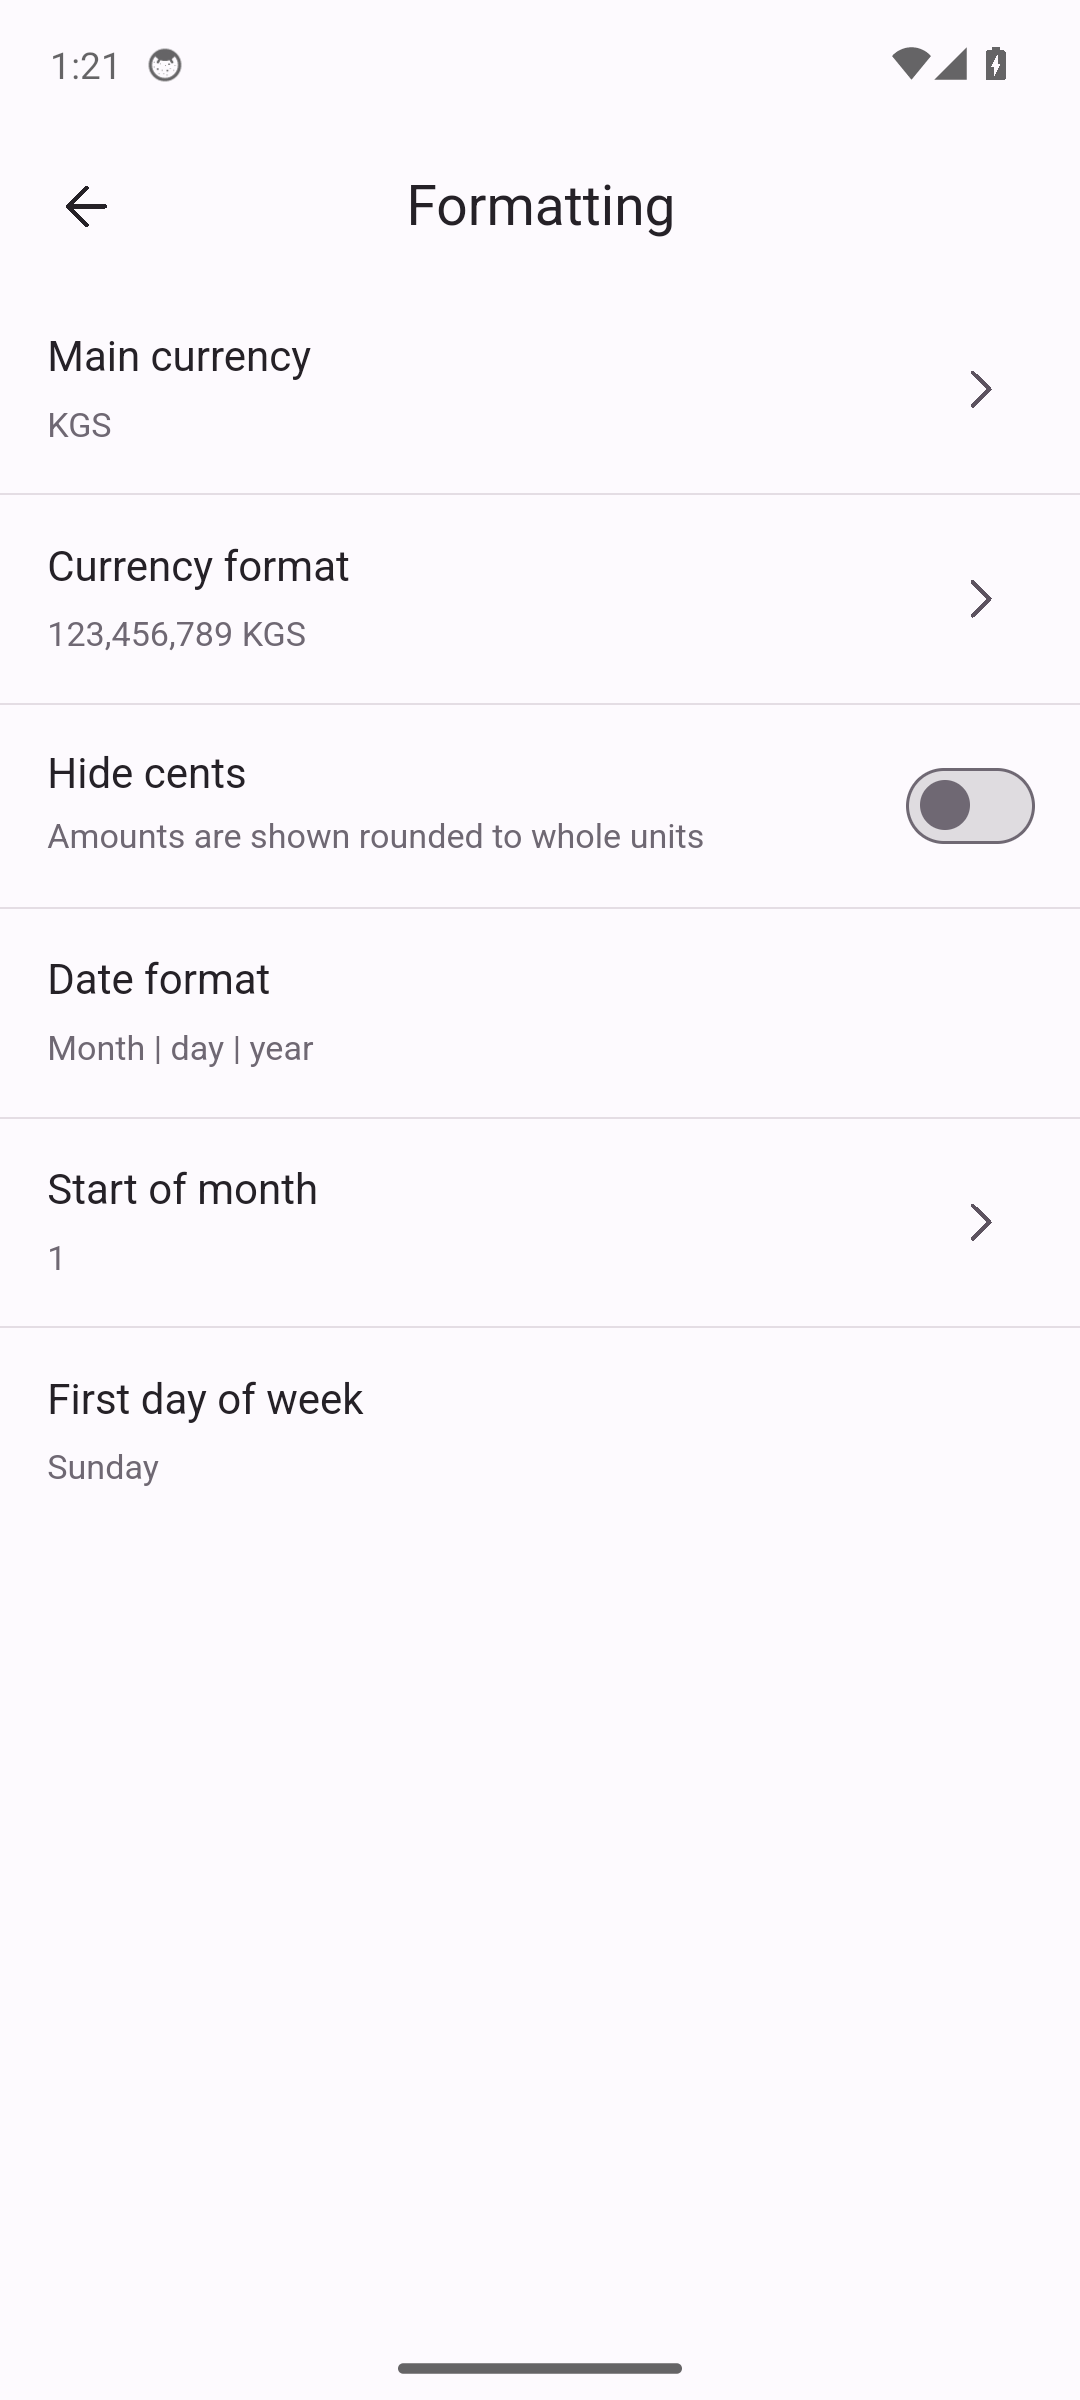 1:21
Formatting
Main currency
KGS
Currency format
123,456,789 KGS
Hide cents
Amounts are shown rounded to whole units
Date format
Month | day | year
Start of month
1
First day of week
Sunday